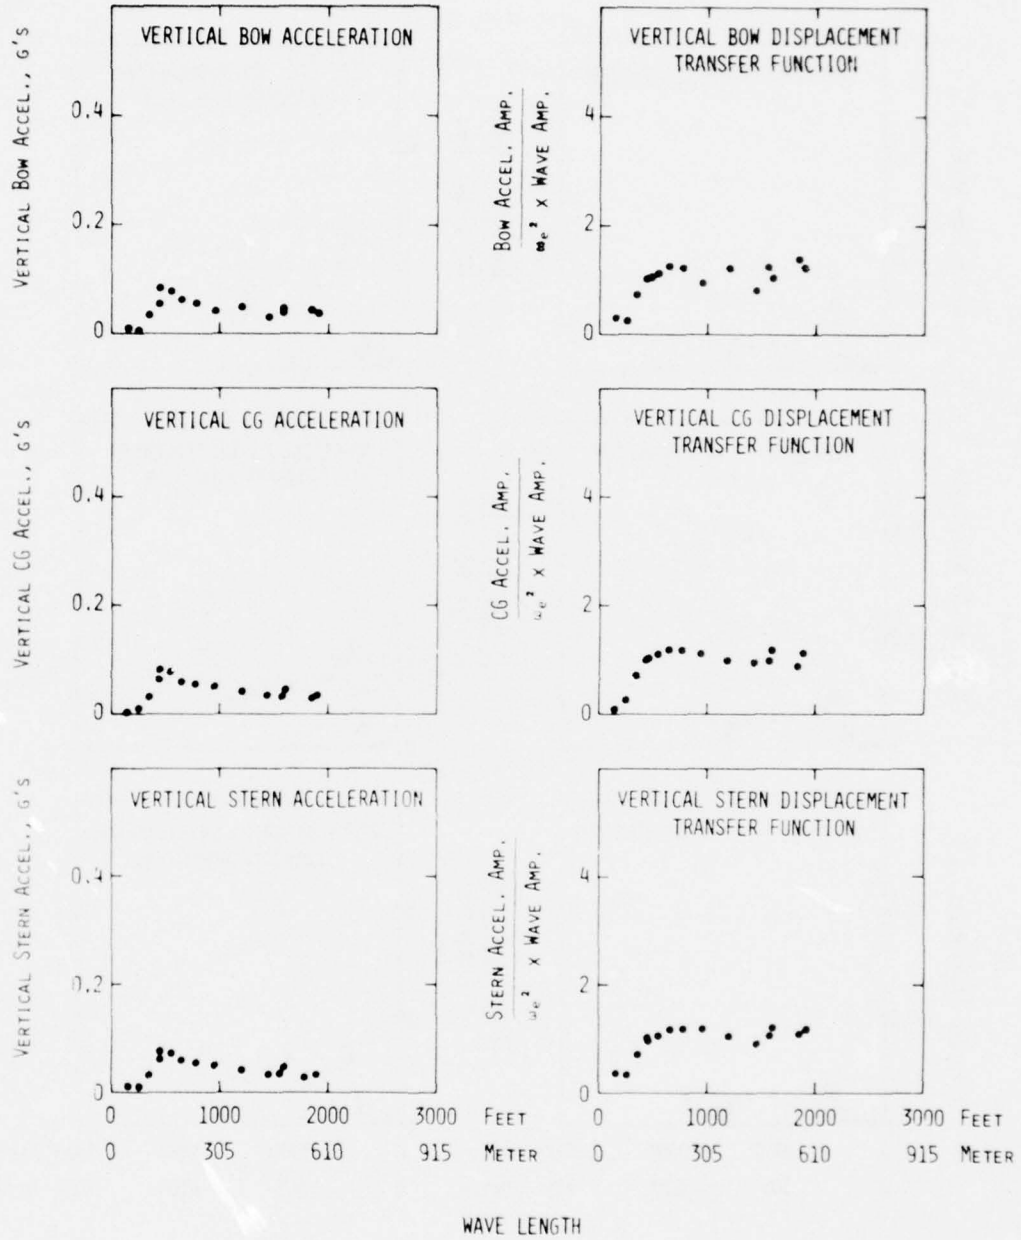 VERTICAL BOW ACCELERATION
VERTICAL BOW ACCEL., G'S
0.4
0.2
0
VERTICAL BOW DISPLACEMENT
TRANSFER FUNCTION
BOW ACCEL. AMP.
ωe² X WAVE AMP.
4
2
0
VERTICAL CG ACCELERATION
VERTICAL CG ACCEL., G'S
0.4
0.2
0
VERTICAL CG DISPLACEMENT
TRANSFER FUNCTION
CG ACCEL. AMP.
ωe² X WAVE AMP.
4
2
0
VERTICAL STERN ACCELERATION
VERTICAL STERN ACCEL., G'S
0.4
0.2
0
VERTICAL STERN DISPLACEMENT
TRANSFER FUNCTION
STERN ACCEL. AMP.
ωe² X WAVE AMP.
4
2
0
0 1000 2000 3000 FEET
0 305 610 915 METER
0 1000 2000 3000 FEET
0 305 610 915 METER
WAVE LENGTH